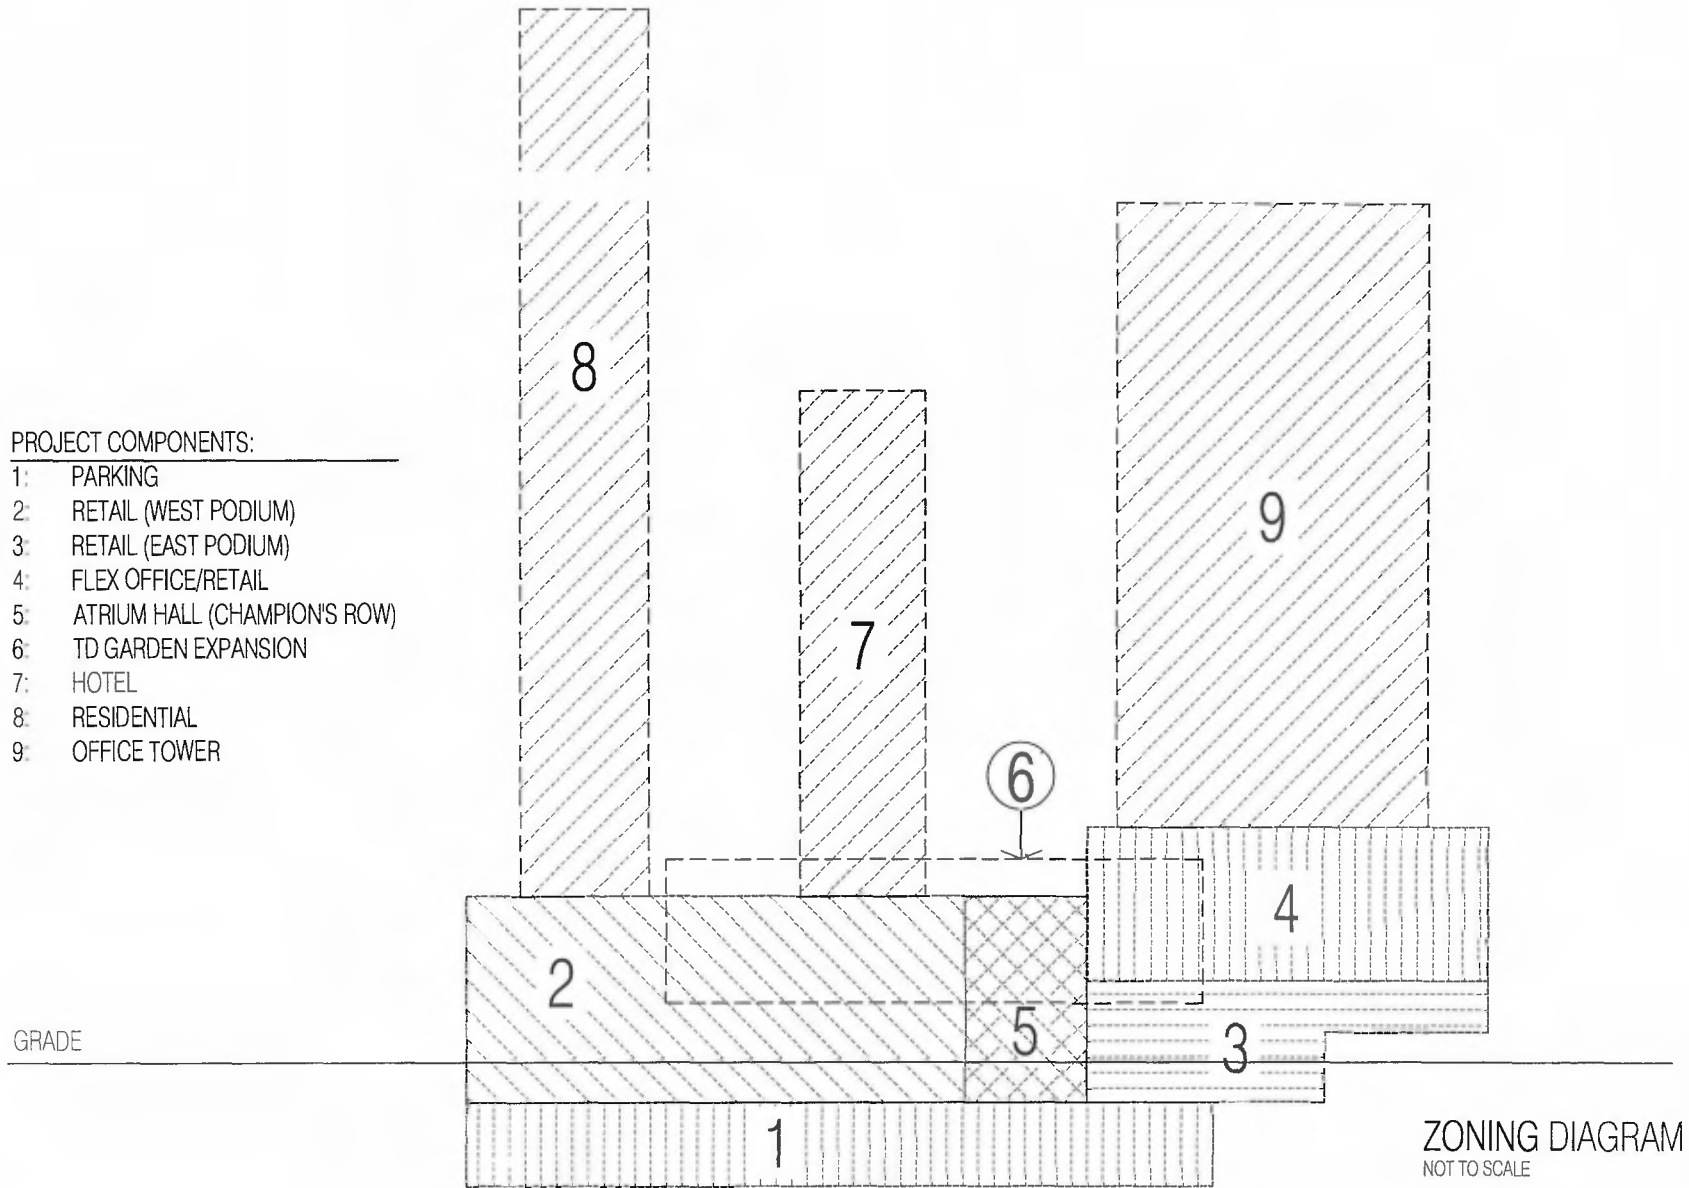 8
9
7
PROJECT COMPONENTS:
1: PARKING
2: RETAIL (WEST PODIUM)
3: RETAIL (EAST PODIUM)
4: FLEX OFFICE/RETAIL
5: ATRIUM HALL (CHAMPION'S ROW)
6: TD GARDEN EXPANSION
7: HOTEL
8: RESIDENTIAL
9: OFFICE TOWER
6
4
2
5
3
GRADE
1
ZONING DIAGRAM
NOT TO SCALE